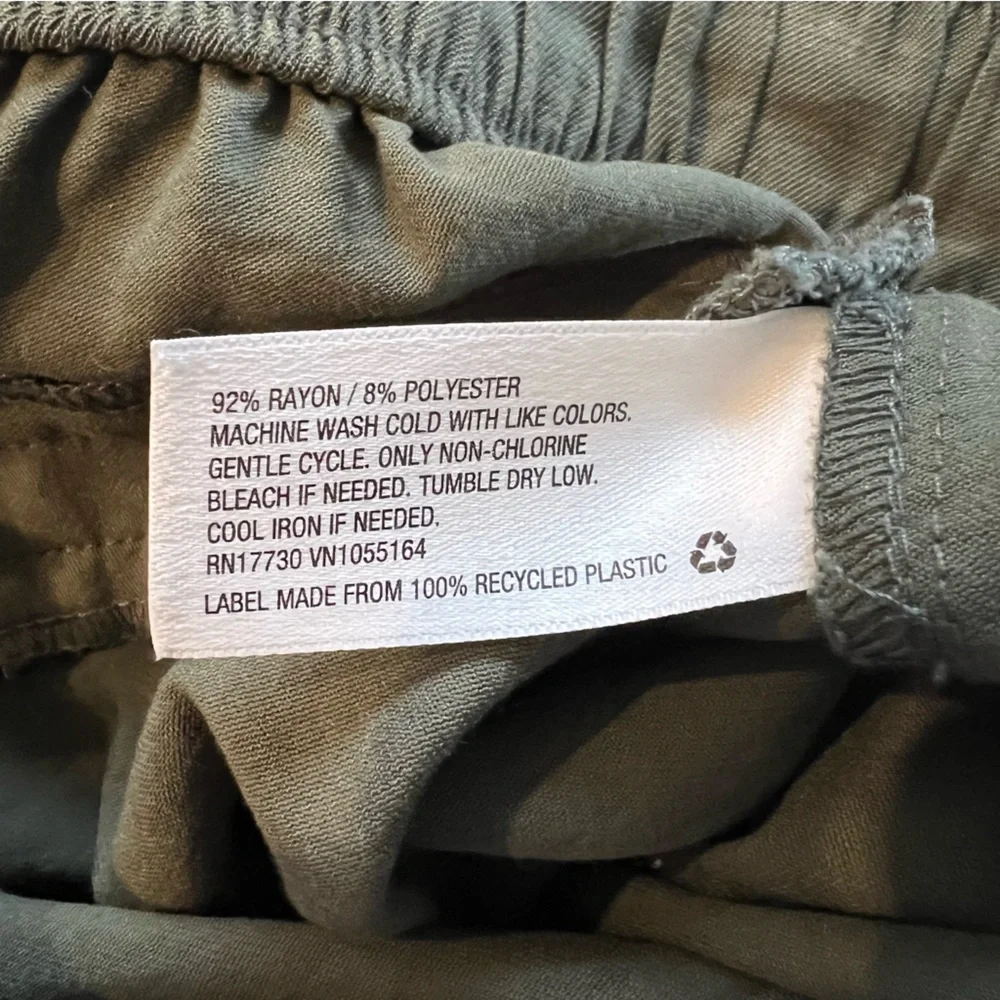 92% RAYON / 8% POLYESTER
MACHINE WASH COLD WITH LIKE COLORS.
GENTLE CYCLE. ONLY NON-CHLORINE
BLEACH IF NEEDED. TUMBLE DRY LOW.
COOL IRON IF NEEDED.
RN17730 VN1055164
LABEL MADE FROM 100% RECYCLED PLASTIC